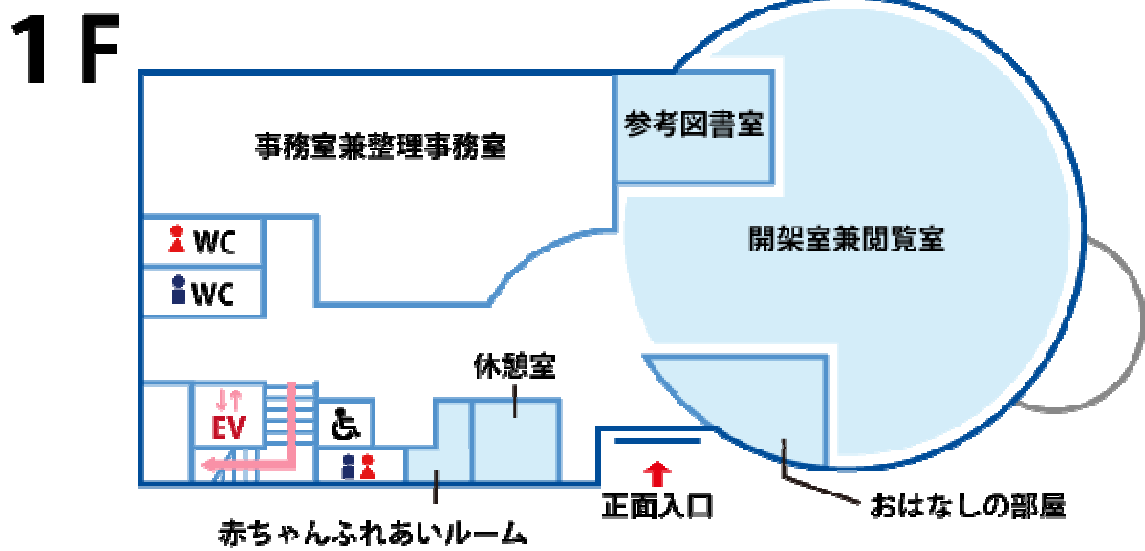 1F
事務室兼整理事務室
参考図書室
WC
開架室兼閲覧室
WC
休憩室
EV
正面入口
おはなしの部屋
赤ちゃんふれあいルーム